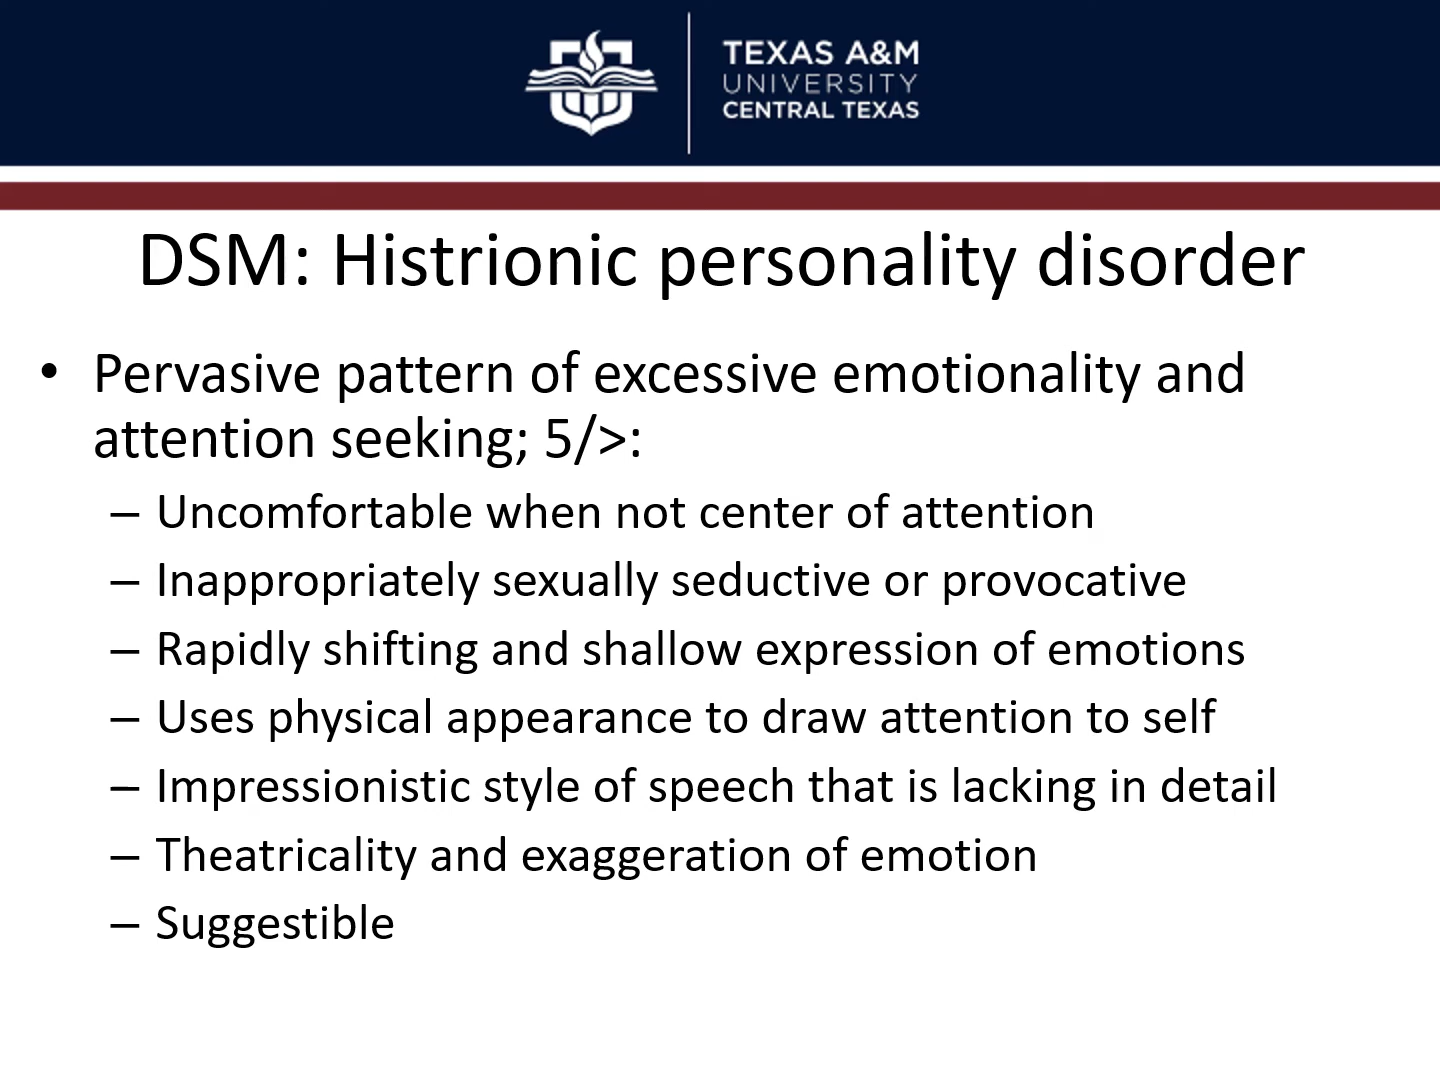 TEXAS A&M
UNIVERSITY
CENTRAL TEXAS
DSM: Histrionic personality disorder
• Pervasive pattern of excessive emotionality and
attention seeking; 5/>:
– Uncomfortable when not center of attention
– Inappropriately sexually seductive or provocative
– Rapidly shifting and shallow expression of emotions
– Uses physical appearance to draw attention to self
– Impressionistic style of speech that is lacking in detail
– Theatricality and exaggeration of emotion
– Suggestible